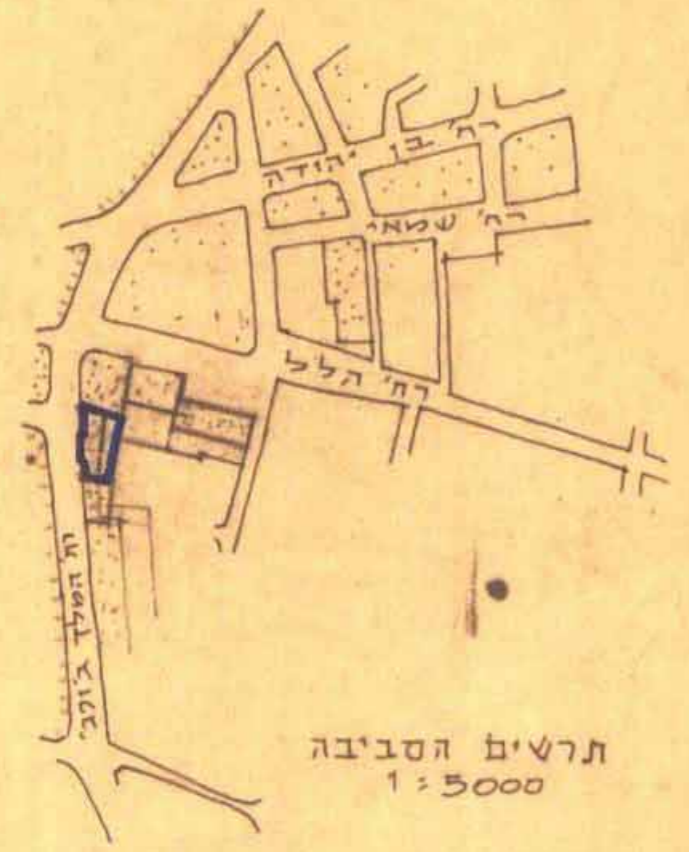 רח' בן יהודה
רח' שמאי
רח' הלל
רח' המלך ג'ורג'
תרשים הסביבה
1:5000